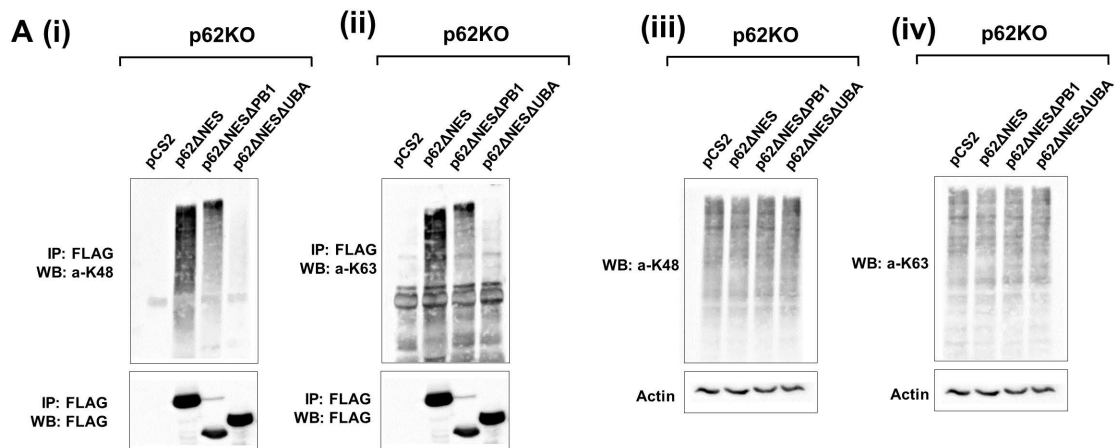 A (i)
p62KO
pCS2
p62ΔNES
p62ΔNESΔPB1
p62ΔNESΔUBA
IP: FLAG
WB: a-K48
IP: FLAG
WB: FLAG
(ii)
p62KO
pCS2
p62ΔNES
p62ΔNESΔPB1
p62ΔNESΔUBA
IP: FLAG
WB: a-K63
IP: FLAG
WB: FLAG
(iii)
p62KO
pCS2
p62ΔNES
p62ΔNESΔPB1
p62ΔNESΔUBA
WB: a-K48
Actin
(iv)
p62KO
pCS2
p62ΔNES
p62ΔNESΔPB1
p62ΔNESΔUBA
WB: a-K63
Actin